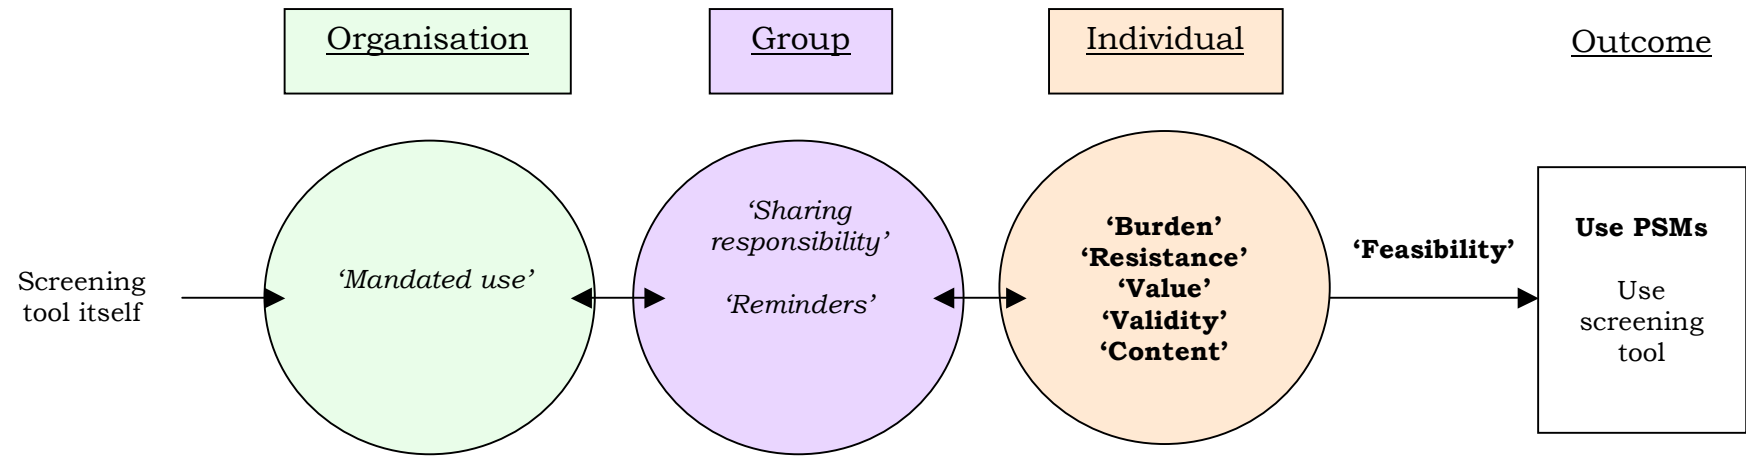 Organisation
Group
Individual
Outcome
Screening
tool itself
‘Mandated use’
‘Sharing
responsibility’
‘Reminders’
‘Burden’
‘Resistance’
‘Value’
‘Validity’
‘Content’
‘Feasibility’
Use PSMs
Use
screening
tool